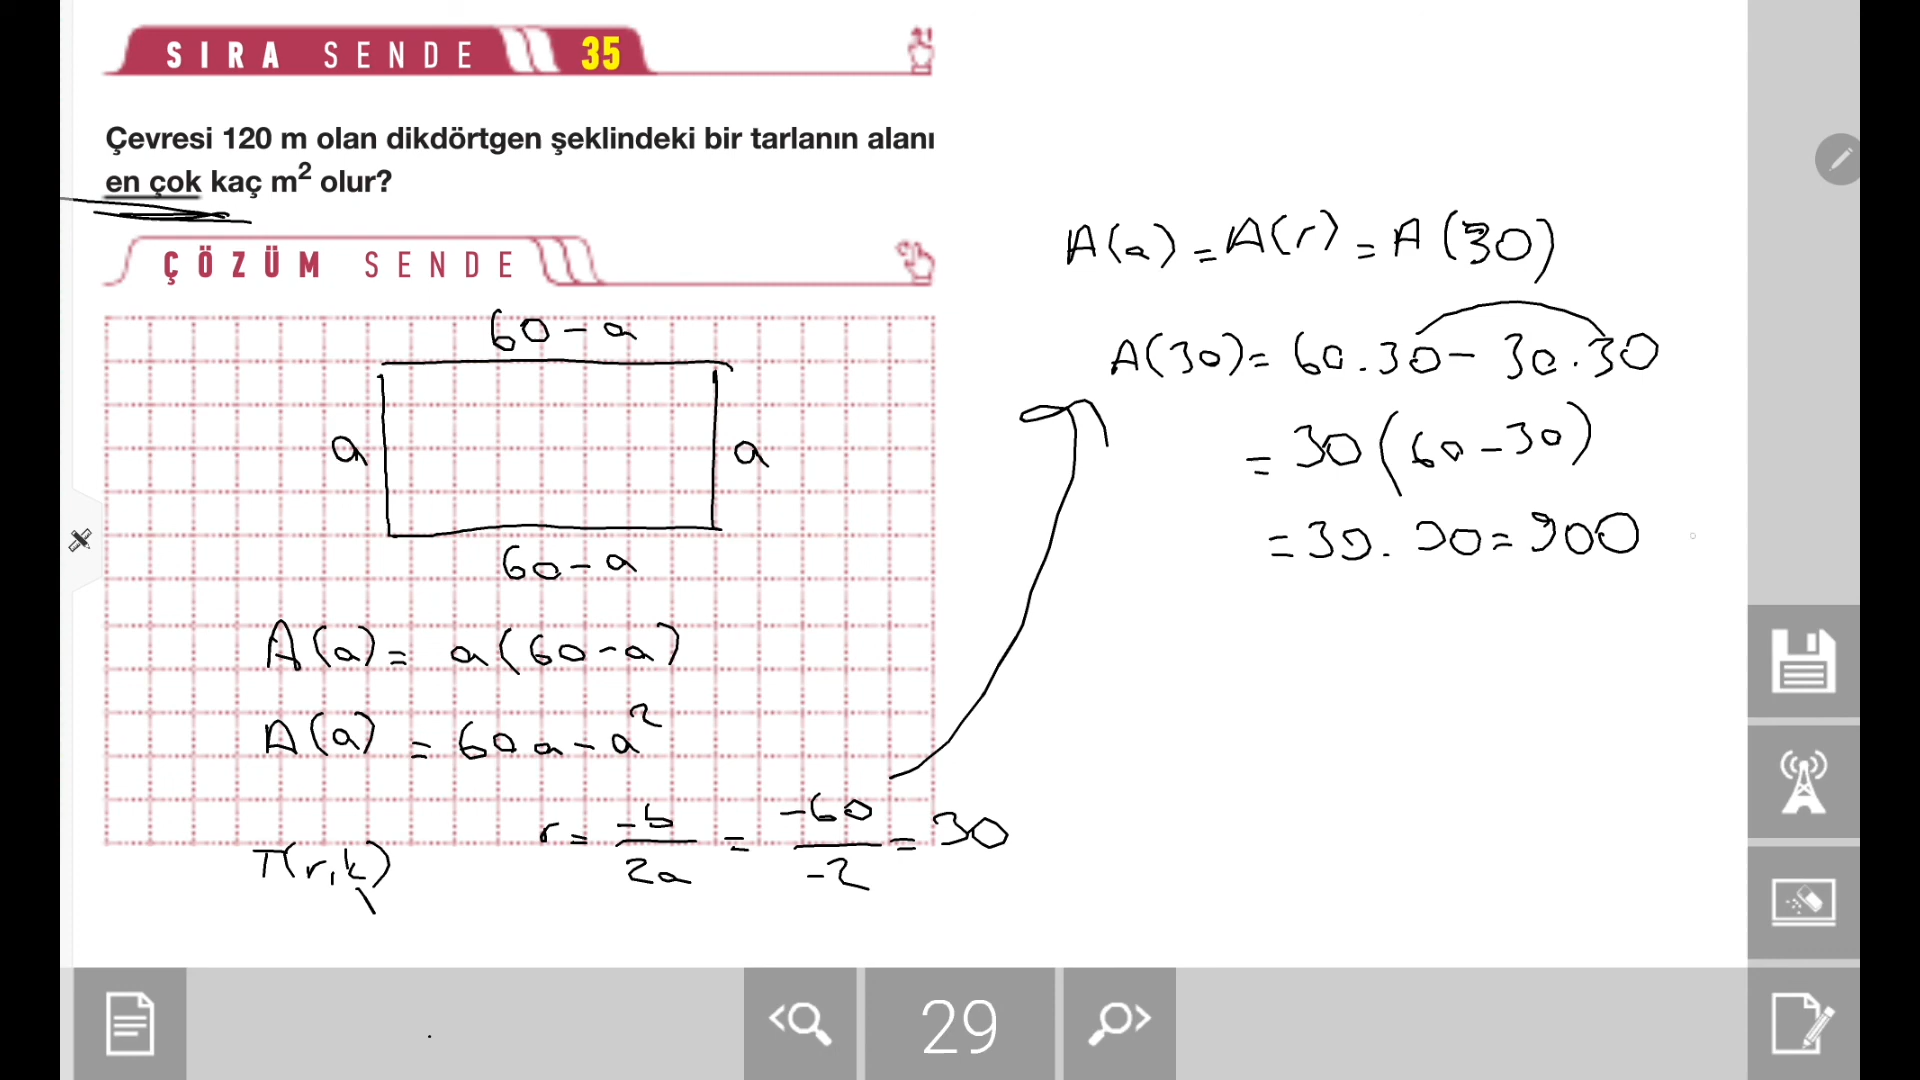 SIRA SENDE 35
Çevresi 120 m olan dikdörtgen şeklindeki bir tarlanın alanı
en çok kaç m² olur?
ÇÖZÜM SENDE
60-a
a
a
60-a
A(a)= a(60-a)
A(a) = 60a-a²
T(r,k)
r = -b/2a = -60/-2 = 30
A(a) = A(r) = A(30)
A(30)= 60.30- 30.30
= 30(60-30)
=30.30=900
29